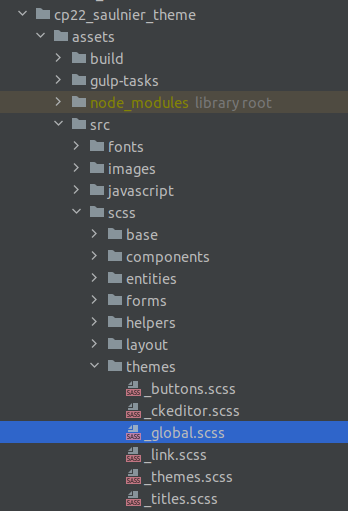 cp22_saulnier_theme
assets
build
gulp-tasks
node_modules library root
src
fonts
images
javascript
scss
base
components
entities
forms
helpers
layout
themes
SASS _buttons.scss
SASS _ckeditor.scss
SASS _global.scss
SASS _link.scss
SASS _themes.scss
SASS _titles.scss